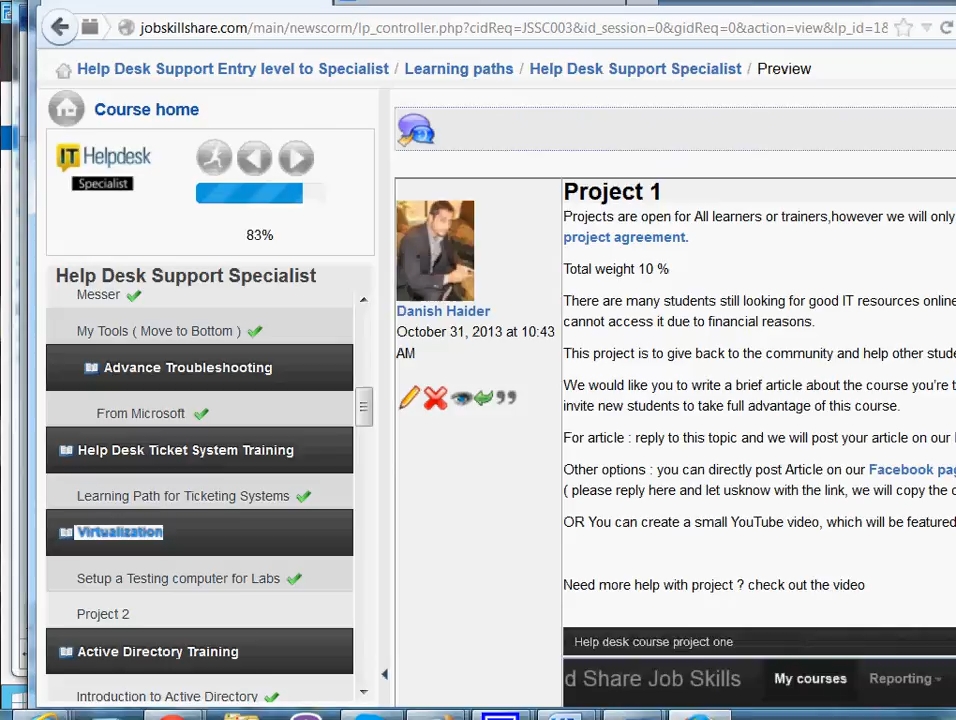 jobskillshare.com/main/newscorm/lp_controller.php?cidReq=JSSC003&id_session=0&gidReq=0&action=view&lp_id=18
Help Desk Support Entry level to Specialist / Learning paths / Help Desk Support Specialist / Preview
Course home
IT Helpdesk
Specialist
83%
Help Desk Support Specialist
Messer
My Tools ( Move to Bottom )
Advance Troubleshooting
From Microsoft
Help Desk Ticket System Training
Learning Path for Ticketing Systems
Virtualization
Setup a Testing computer for Labs
Project 2
Active Directory Training
Introduction to Active Directory
Danish Haider
October 31, 2013 at 10:43
AM
Project 1
Projects are open for All learners or trainers,however we will only
project agreement.
Total weight 10 %
There are many students still looking for good IT resources online
cannot access it due to financial reasons.
This project is to give back to the community and help other stude
We would like you to write a brief article about the course you're t
invite new students to take full advantage of this course.
For article : reply to this topic and we will post your article on our
Other options : you can directly post Article on our Facebook pag
( please reply here and let usknow with the link, we will copy the c
OR You can create a small YouTube video, which will be featured
Need more help with project ? check out the video
Help desk course project one
d Share Job Skills My courses Reporting